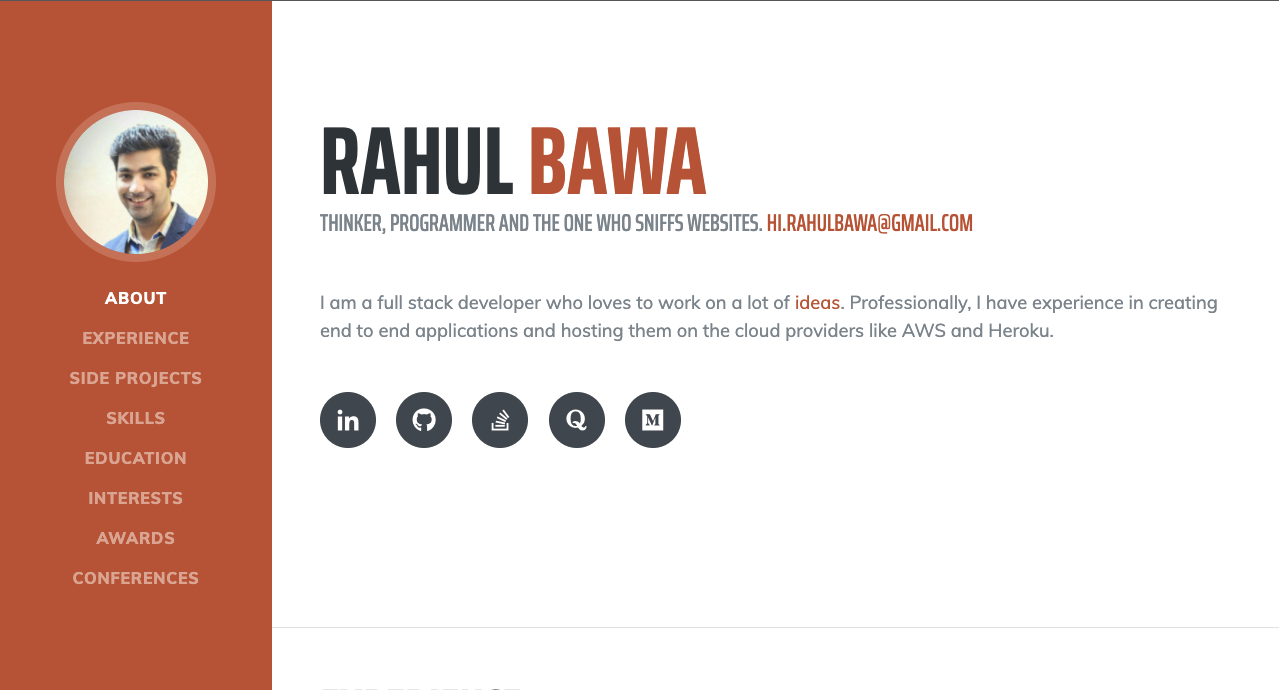 ABOUT
EXPERIENCE
SIDE PROJECTS
SKILLS
EDUCATION
INTERESTS
AWARDS
CONFERENCES
RAHUL BAWA
THINKER, PROGRAMMER AND THE ONE WHO SNIFFS WEBSITES. HI.RAHULBAWA@GMAIL.COM
I am a full stack developer who loves to work on a lot of ideas. Professionally, I have experience in creating
end to end applications and hosting them on the cloud providers like AWS and Heroku.
in
Q
M